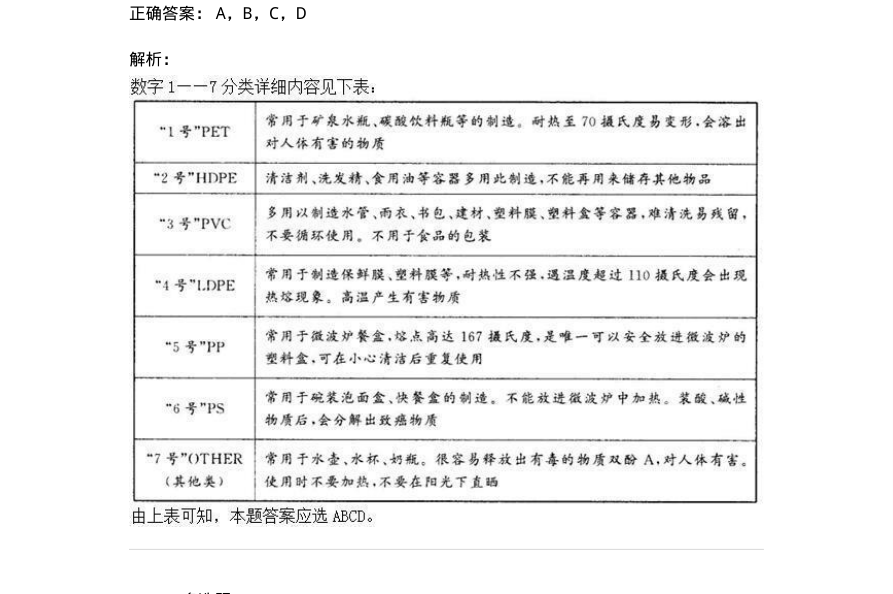 正确答案： A，B，C，D
解析：
数字 1——7 分类详细内容见下表：
“1 号”PET
常用于矿泉水瓶、碳酸饮料瓶等的制造。耐热至 70 摄氏度易变形，会溶出
对人体有害的物质
“2 号”HDPE
清洁剂、洗发精、食用油等容器多用此制造，不能再用来储存其他物品
“3 号”PVC
多用以制造水管、雨衣、书包、建材、塑料膜、塑料盒等容器，难清洗易残留，
不要循环使用。不用于食品的包装
“4 号”LDPE
常用于制造保鲜膜、塑料膜等，耐热性不强，遇温度超过 110 摄氏度会出现
热熔现象。高温产生有害物质
“5 号”PP
常用于微波炉餐盒，熔点高达 167 摄氏度，是唯一可以安全放进微波炉的
塑料盒，可在小心清洁后重复使用
“6 号”PS
常用于碗装泡面盒、快餐盒的制造。不能放进微波炉中加热。装酸、碱性
物质后，会分解出致癌物质
“7 号”OTHER
（其他类）
常用于水壶、水杯、奶瓶。很容易释放出有毒的物质双酚 A，对人体有害。
使用时不要加热，不要在阳光下直晒
由上表可知，本题答案应选 ABCD。